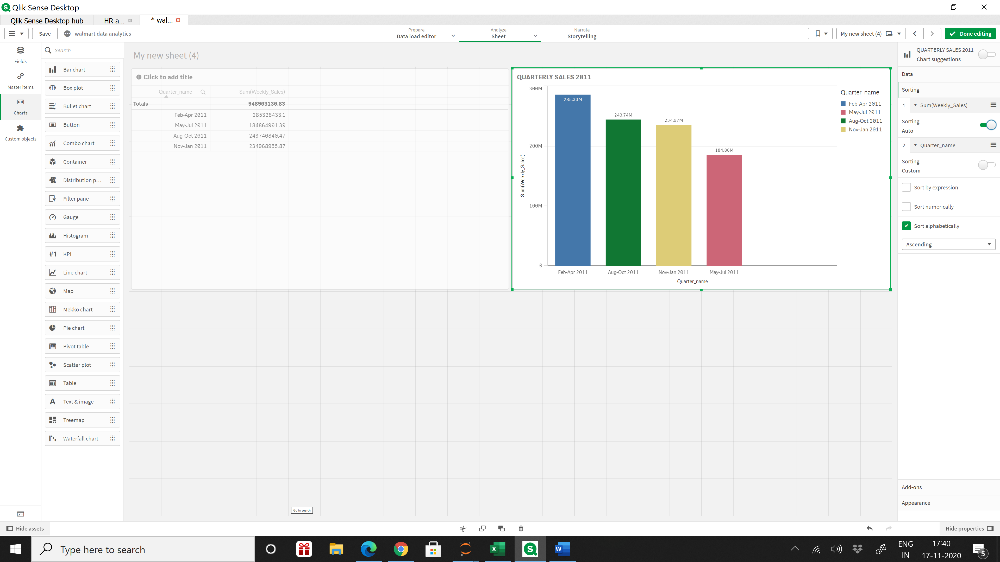 Qlik Sense Desktop
Qlik Sense Desktop hub
HR a...
* wal...
Save
walmart data analytics
Prepare
Data load editor
Analyze
Sheet
Narrate
Storytelling
My new sheet (4)
Done editing
Fields
Master items
Charts
Custom objects
Search
Bar chart
Box plot
Bullet chart
Button
Combo chart
Container
Distribution p...
Filter pane
Gauge
Histogram
#1 KPI
Line chart
Map
Mekko chart
Pie chart
Pivot table
Scatter plot
Table
A Text & image
Treemap
Waterfall chart
My new sheet (4)
Click to add title
Quarter_name Sum(Weekly_Sales)
Totals 948903130.83
Feb-Apr 2011 285328433.1
May-Jul 2011 184864901.39
Aug-Oct 2011 243740840.47
Nov-Jan 2011 234968955.87
QUARTERLY SALES 2011
300M
200M
100M
0
Sum(Weekly_Sales)
285.33M
243.74M
234.97M
184.86M
Feb-Apr 2011 Aug-Oct 2011 Nov-Jan 2011 May-Jul 2011
Quarter_name
Quarter_name
Feb-Apr 2011
May-Jul 2011
Aug-Oct 2011
Nov-Jan 2011
QUARTERLY SALES 2011
Chart suggestions
Data
Sorting
1 Sum(Weekly_Sales)
Sorting
Auto
2 Quarter_name
Sorting
Custom
Sort by expression
Sort numerically
Sort alphabetically
Ascending
Add-ons
Appearance
Go to search
Hide assets
Hide properties
Type here to search
ENG
IN
17:40
17-11-2020
5